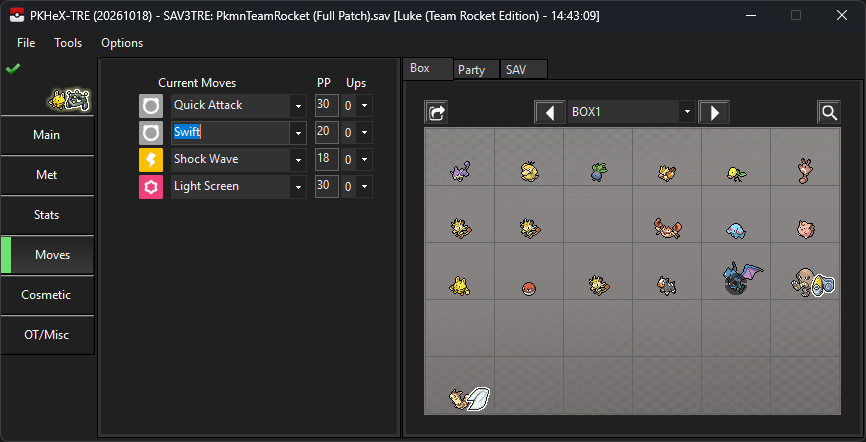 PKHeX-TRE (20261018) - SAV3TRE: PkmnTeamRocket (Full Patch).sav [Luke (Team Rocket Edition) - 14:43:09]
File Tools Options
Box Party SAV
Current Moves PP Ups
Quick Attack 30 0
Swift 20 0
Shock Wave 18 0
Light Screen 30 0
BOX1
Main
Met
Stats
Moves
Cosmetic
OT/Misc